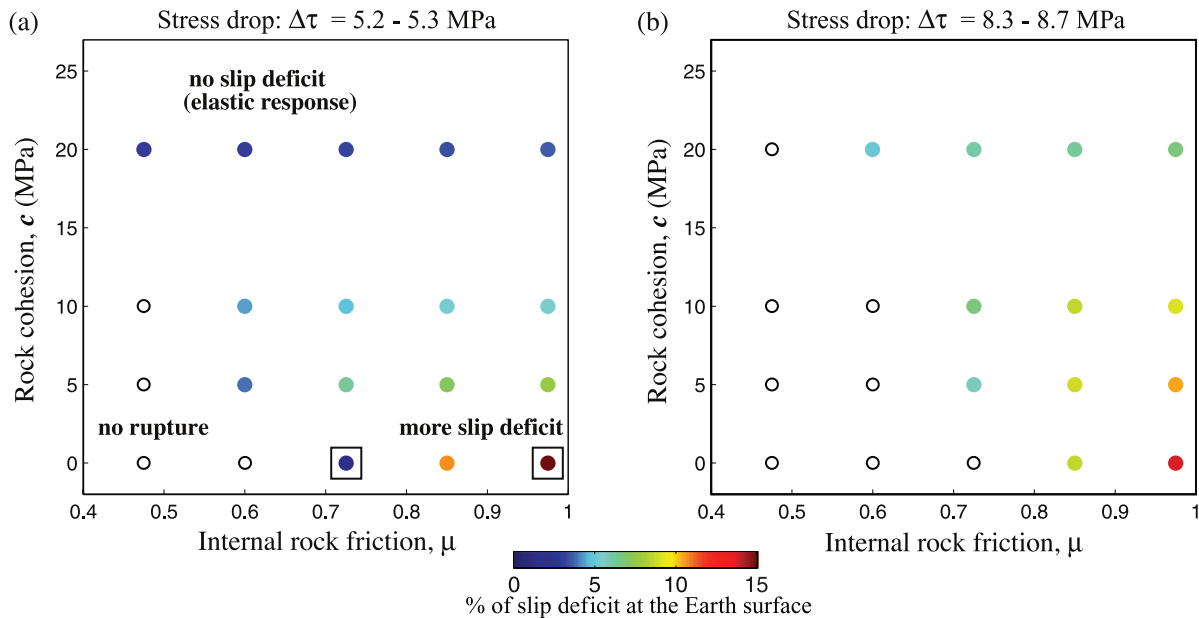 (a)
Stress drop: Δτ = 5.2 - 5.3 MPa
Rock cohesion, c (MPa)
25
20
15
10
5
0
no slip deficit
(elastic response)
no rupture
more slip deficit
0.4 0.5 0.6 0.7 0.8 0.9 1
Internal rock friction, μ
(b)
Stress drop: Δτ = 8.3 - 8.7 MPa
Rock cohesion, c (MPa)
25
20
15
10
5
0
0.4 0.5 0.6 0.7 0.8 0.9 1
Internal rock friction, μ
0 5 10 15
% of slip deficit at the Earth surface